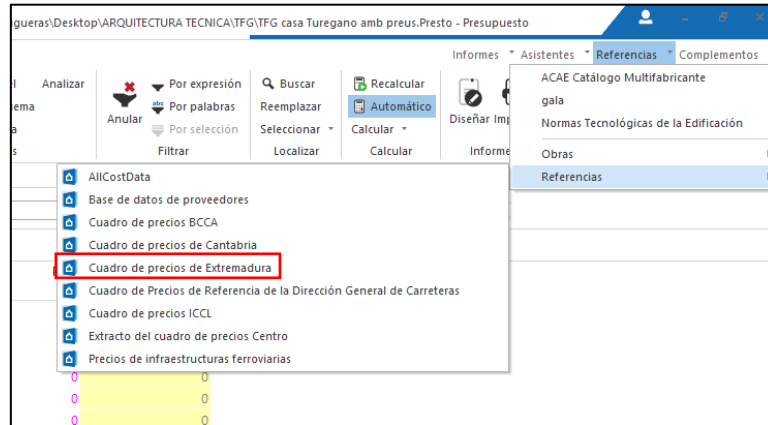 gueras\Desktop\ARQUITECTURA TECNICA\TFG\TFG casa Turegano amb preus.Presto - Presupuesto
Informes Asistentes Referencias Complementos
Analizar
Anular
Por expresión
Por palabras
Por selección
Filtrar
Buscar
Reemplazar
Seleccionar
Localizar
Recalcular
Automático
Calcular
Calcular
Diseñar
Informe
ACAE Catálogo Multifabricante
gala
Normas Tecnológicas de la Edificación
Obras
Referencias
AllCostData
Base de datos de proveedores
Cuadro de precios BCCA
Cuadro de precios de Cantabria
Cuadro de precios de Extremadura
Cuadro de Precios de Referencia de la Dirección General de Carreteras
Cuadro de precios ICCL
Extracto del cuadro de precios Centro
Precios de infraestructuras ferroviarias
0 0
0 0
0 0